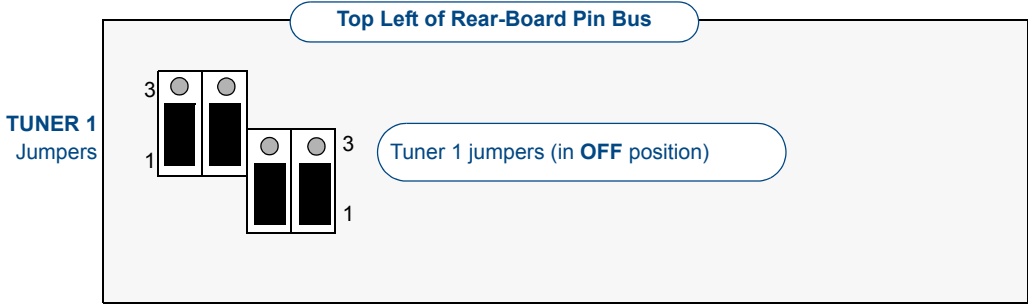 Top Left of Rear-Board Pin Bus
3
TUNER 1
Jumpers
1
3
Tuner 1 jumpers (in OFF position)
1